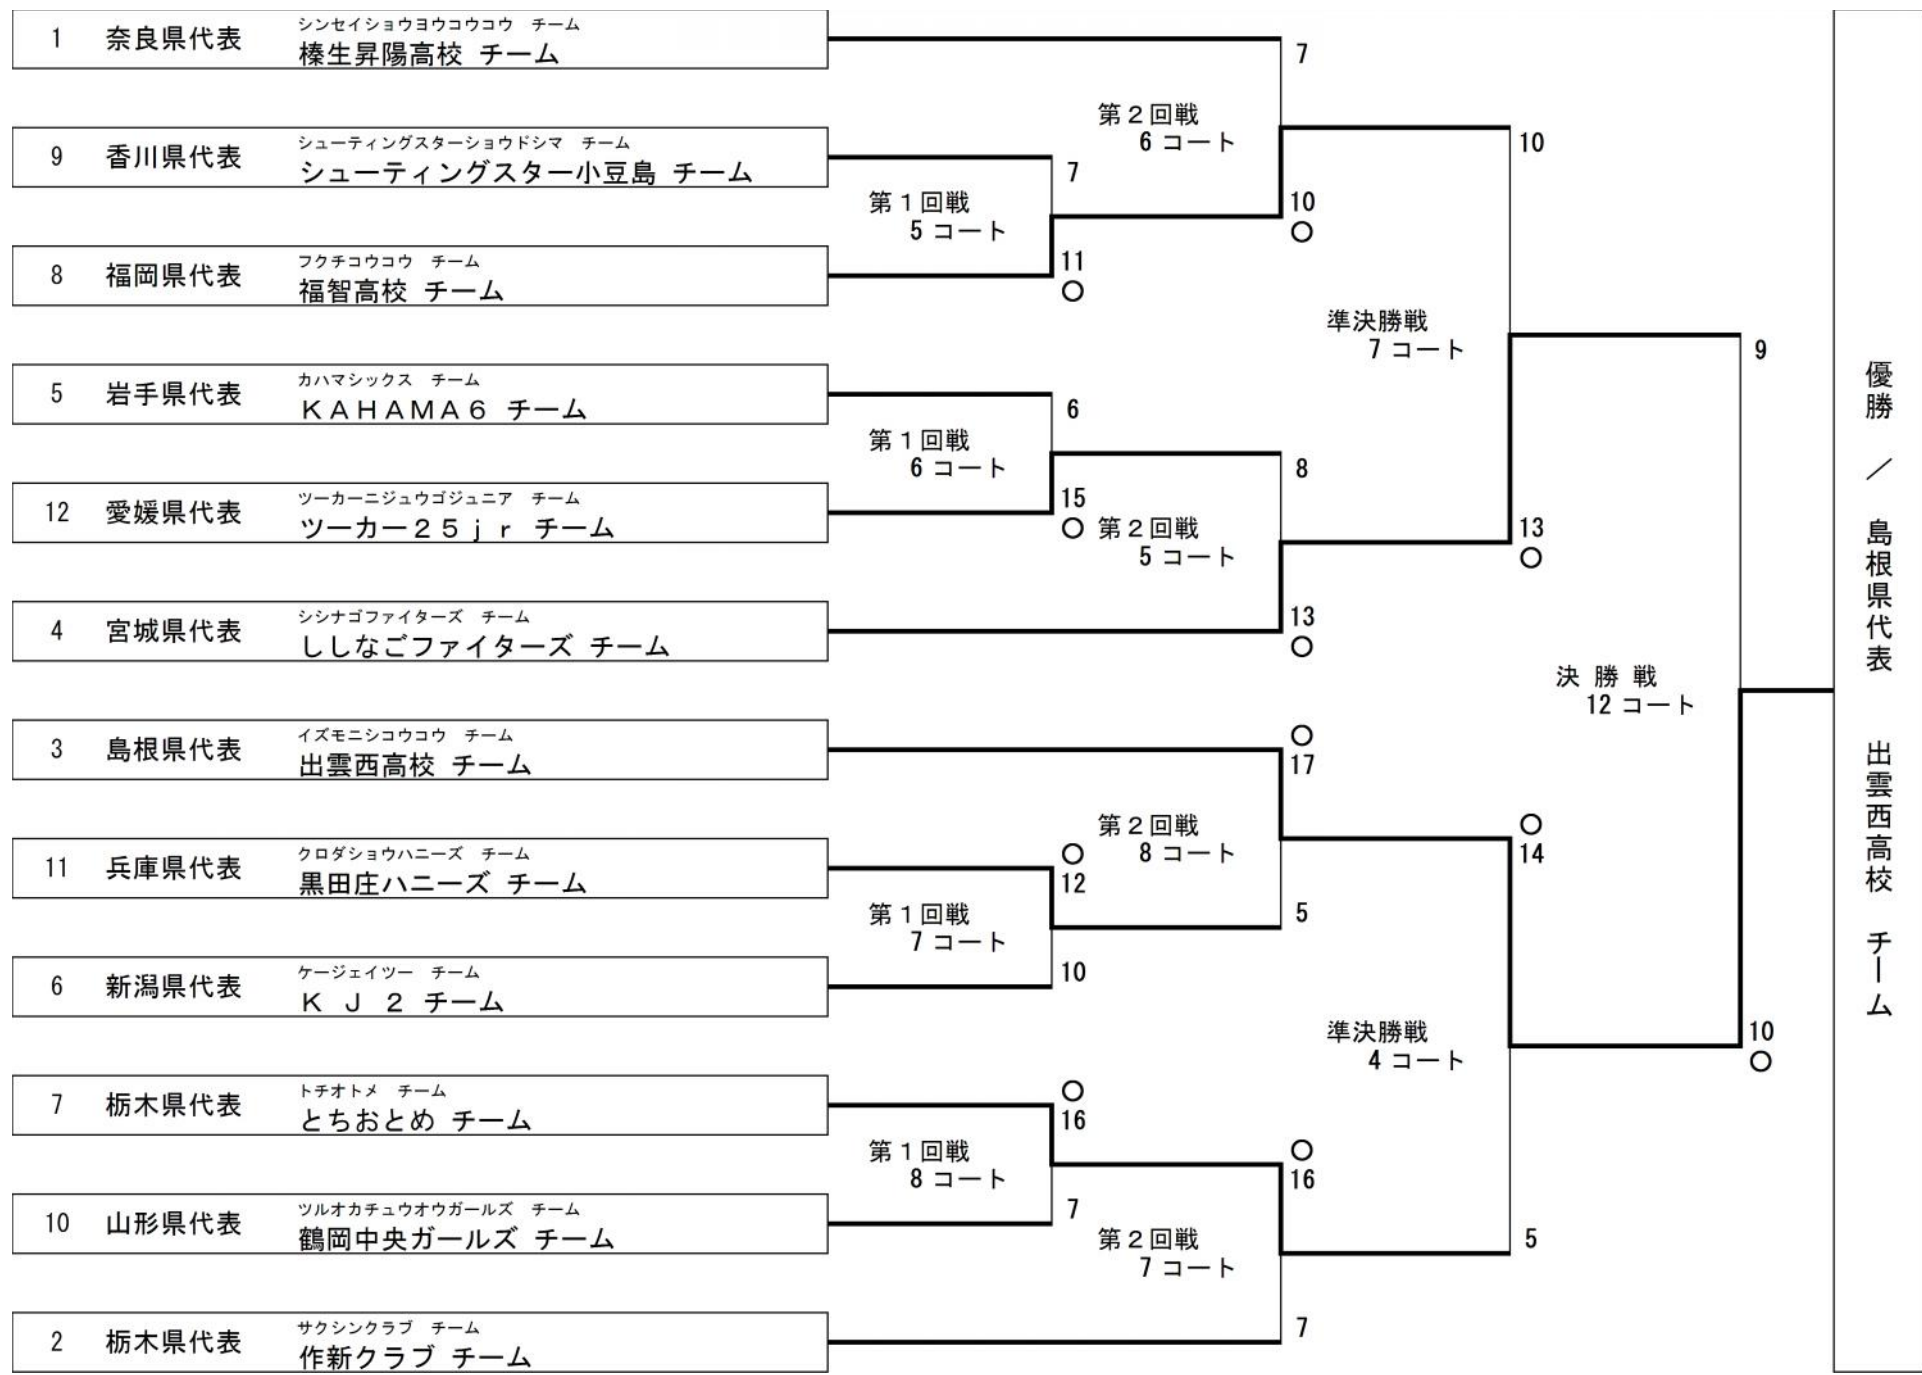 シンセイショウヨウコウコウ　チーム
1 奈良県代表 榛生昇陽高校 チーム
7
第２回戦
6 コート
10
シューティングスターショウドシマ　チーム
9 香川県代表 シューティングスター小豆島 チーム
7
第１回戦
5 コート
10
○
フクチコウコウ　チーム
8 福岡県代表 福智高校 チーム
11
○
準決勝戦
7 コート
9
カハマシックス　チーム
5 岩手県代表 ＫＡＨＡＭＡ６ チーム
6
第１回戦
6 コート
8
ツーカーニジュウゴジュニア　チーム
12 愛媛県代表 ツーカー２５ｊｒ チーム
15
○
第２回戦
5 コート
13
○
シシナゴファイターズ　チーム
4 宮城県代表 ししなごファイターズ チーム
13
○
決 勝 戦
12 コート
イズモニシコウコウ　チーム
3 島根県代表 出雲西高校 チーム
○
17
第２回戦
8 コート
○
14
クロダショウハニーズ　チーム
11 兵庫県代表 黒田庄ハニーズ チーム
○
12
第１回戦
7 コート
5
ケージェイツー　チーム
6 新潟県代表 Ｋ Ｊ ２ チーム
10
準決勝戦
4 コート
10
○
トチオトメ　チーム
7 栃木県代表 とちおとめ チーム
○
16
第１回戦
8 コート
○
16
ツルオカチュウオウガールズ　チーム
10 山形県代表 鶴岡中央ガールズ チーム
7
第２回戦
7 コート
5
サクシンクラブ　チーム
2 栃木県代表 作新クラブ チーム
7
優勝 ／ 島根県代表　出雲西高校 チーム